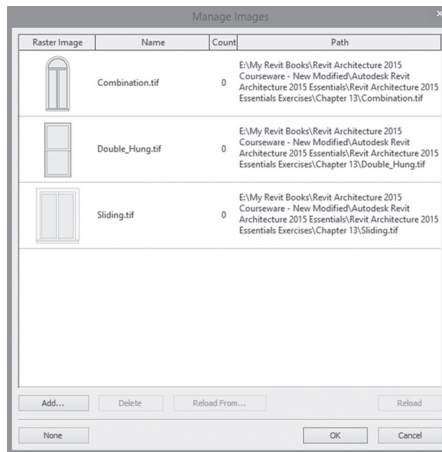 Manage Images
Raster Image Name Count Path
Combination.tif 0 E:\My Revit Books\Revit Architecture 2015
Courseware - New Modified\Autodesk Revit
Architecture 2015 Essentials\Revit Architecture 2015
Essentials Exercises\Chapter 13\Combination.tif
Double_Hung.tif 0 E:\My Revit Books\Revit Architecture 2015
Courseware - New Modified\Autodesk Revit
Architecture 2015 Essentials\Revit Architecture 2015
Essentials Exercises\Chapter 13\Double_Hung.tif
Sliding.tif 0 E:\My Revit Books\Revit Architecture 2015
Courseware - New Modified\Autodesk Revit
Architecture 2015 Essentials\Revit Architecture 2015
Essentials Exercises\Chapter 13\Sliding.tif
Add... Delete Reload From... Reload
None OK Cancel